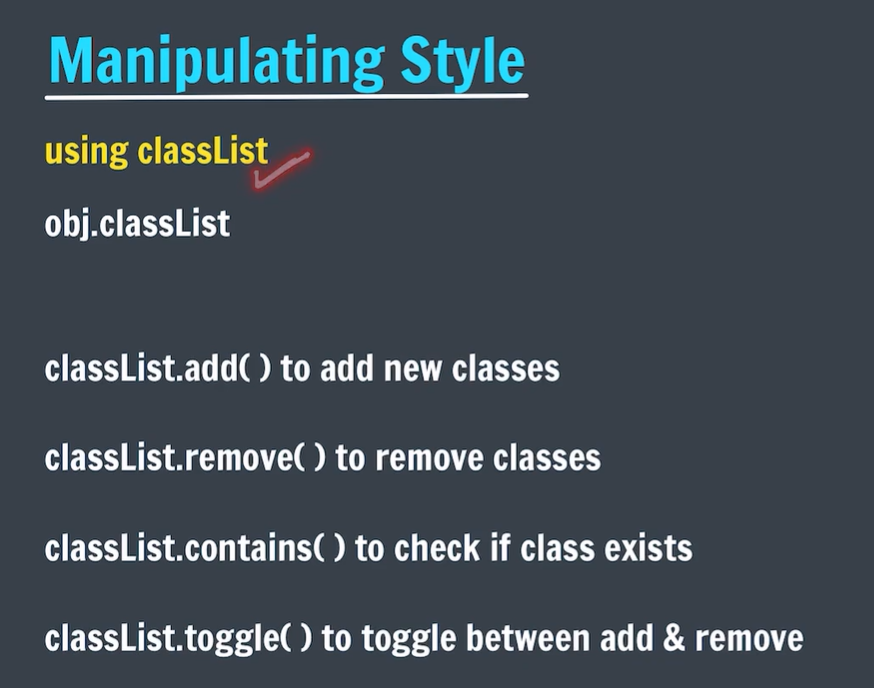 Manipulating Style
using classList
obj.classList
classList.add( ) to add new classes
classList.remove( ) to remove classes
classList.contains( ) to check if class exists
classList.toggle( ) to toggle between add & remove